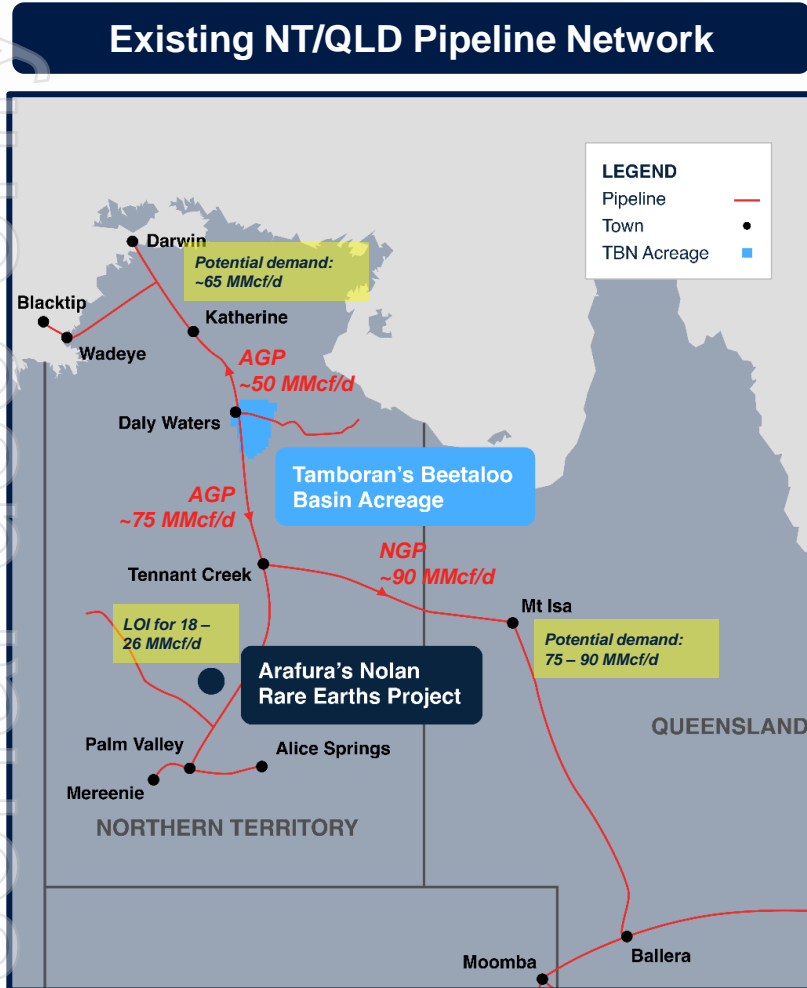 Existing NT/QLD Pipeline Network
LEGEND
Pipeline
Town
TBN Acreage
Darwin
Potential demand:
~65 MMcf/d
Blacktip
Katherine
Wadeye
AGP
~50 MMcf/d
Daly Waters
Tamboran's Beetaloo
Basin Acreage
AGP
~75 MMcf/d
NGP
~90 MMcf/d
Tennant Creek
Mt Isa
LOI for 18 –
26 MMcf/d
Potential demand:
75 – 90 MMcf/d
Arafura's Nolan
Rare Earths Project
QUEENSLAND
Palm Valley
Alice Springs
Mereenie
NORTHERN TERRITORY
Ballera
Moomba